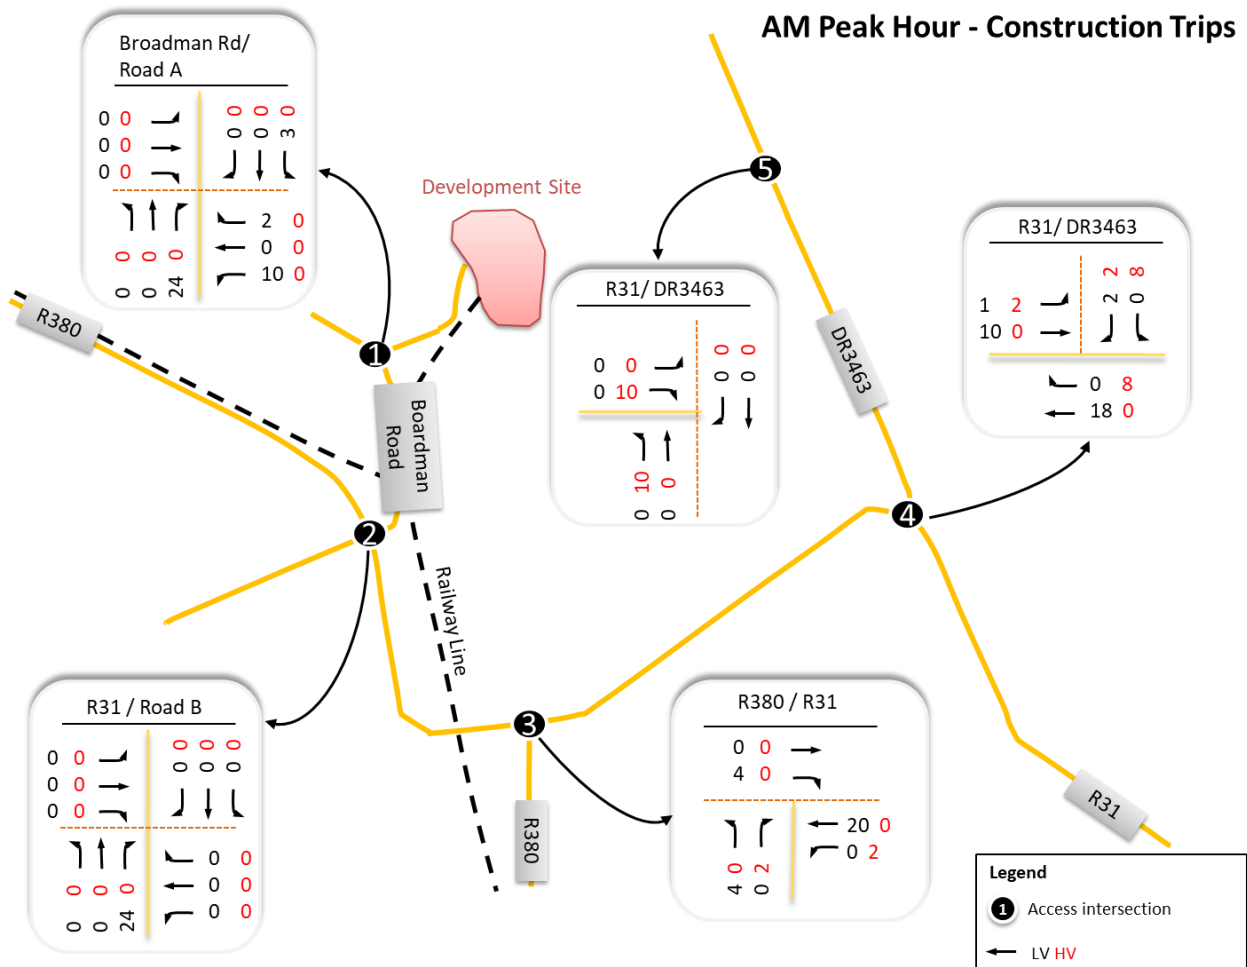 AM Peak Hour - Construction Trips
Broadman Rd/
Road A
0 0
0 0
0 0
0 0 0
0 0 3
0 0 0
0 0 24
2 0
0 0
10 0
Development Site
5
R31/ DR3463
1 2
10 0
2 8
2 0
0 8
18 0
R31/ DR3463
0 0
0 10
0 0
0 0
10 0
0 0
DR3463
R380
1
Boardman
Road
2
4
Railway Line
3
R380
R31
R31 / Road B
0 0
0 0
0 0
0 0 0
0 0 0
0 0 0
0 0 24
0 0
0 0
0 0
R380 / R31
0 0
4 0
0 2
4 0
20 0
0 2
Legend
1 Access intersection
LV HV